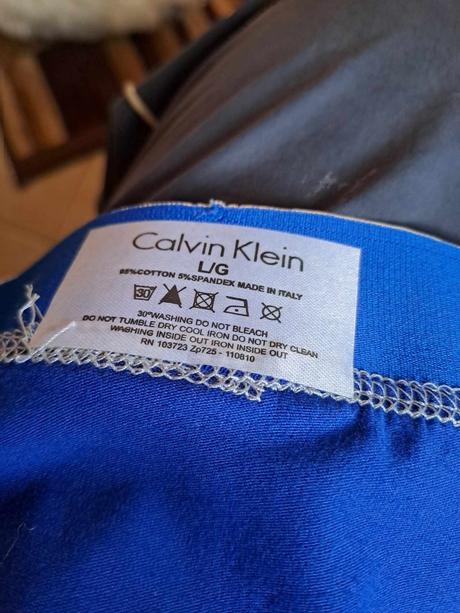 Calvin Klein
L/G
95%COTTON 5%SPANDEX MADE IN ITALY
30
30°WASHING DO NOT BLEACH
DO NOT TUMBLE DRY COOL IRON DO NOT DRY CLEAN
WASHING INSIDE OUT IRON INSIDE OUT
RN 103723 Zp725 - 110810